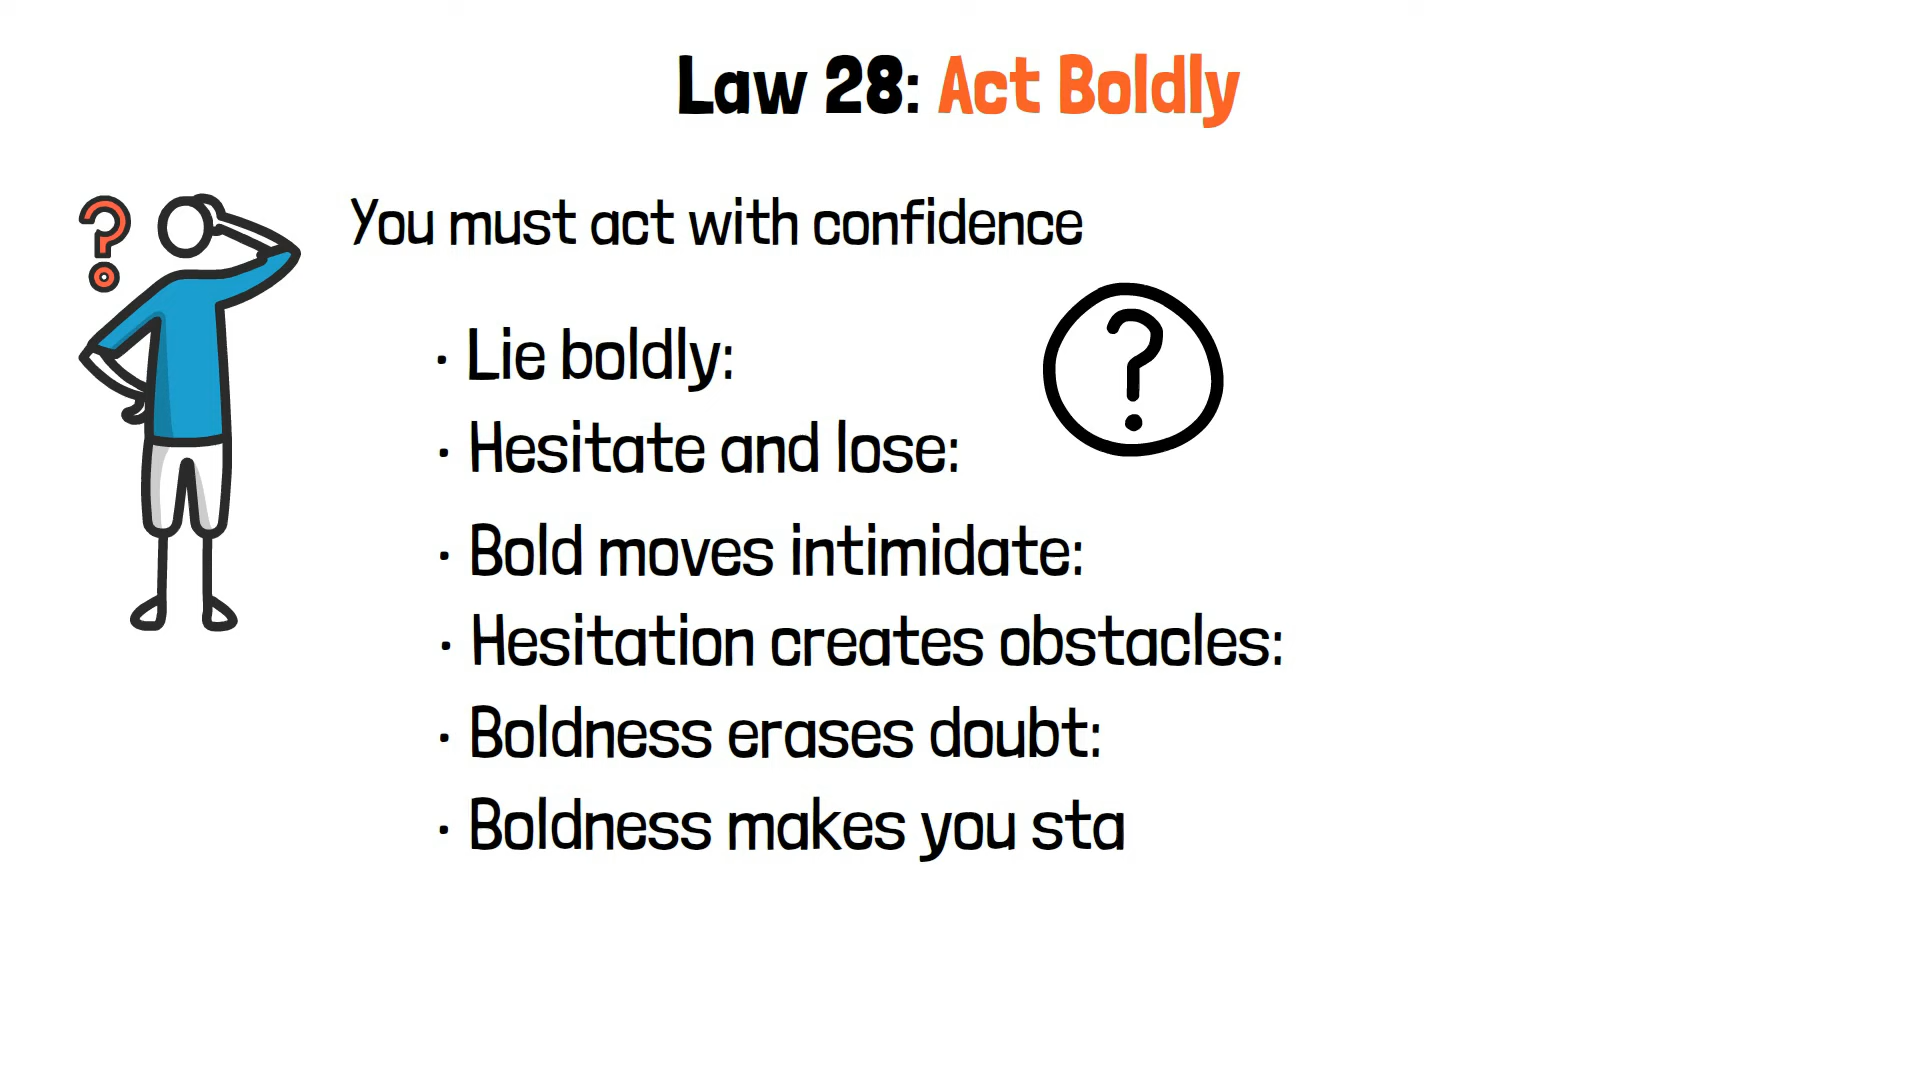 Law 28: Act Boldly
?
You must act with confidence
?
· Lie boldly:
· Hesitate and lose:
· Bold moves intimidate:
· Hesitation creates obstacles:
· Boldness erases doubt:
· Boldness makes you sta